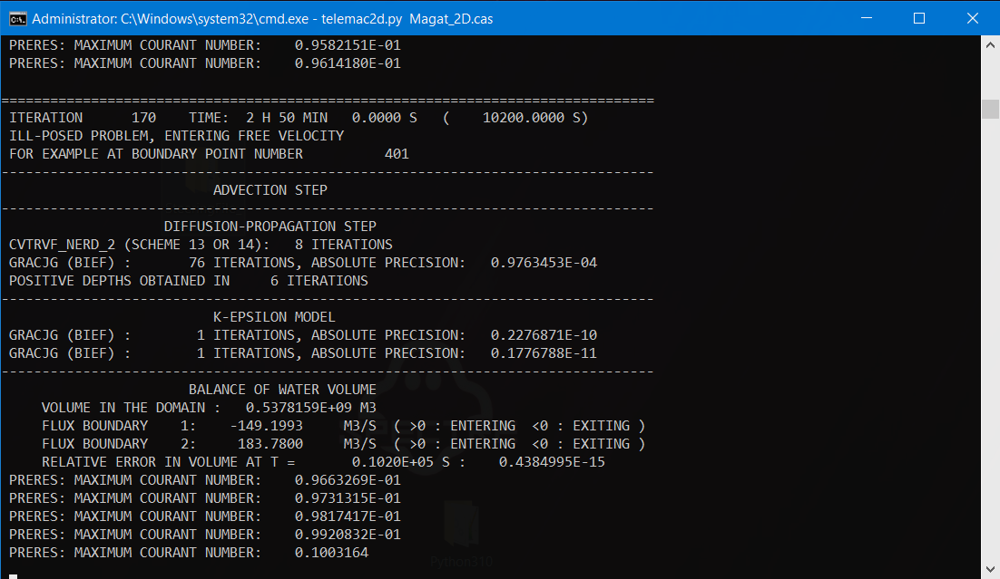 Administrator: C:\Windows\system32\cmd.exe - telemac2d.py  Magat_2D.cas
PRERES: MAXIMUM COURANT NUMBER:    0.9582151E-01
PRERES: MAXIMUM COURANT NUMBER:    0.9614180E-01
================================================================================
ITERATION      170    TIME:  2 H 50 MIN   0.0000 S   (    10200.0000 S)
ILL-POSED PROBLEM, ENTERING FREE VELOCITY
FOR EXAMPLE AT BOUNDARY POINT NUMBER          401
--------------------------------------------------------------------------------
ADVECTION STEP
--------------------------------------------------------------------------------
DIFFUSION-PROPAGATION STEP
CVTRVF_NERD_2 (SCHEME 13 OR 14):   8 ITERATIONS
GRACJG (BIEF) :       76 ITERATIONS, ABSOLUTE PRECISION:   0.9763453E-04
POSITIVE DEPTHS OBTAINED IN     6 ITERATIONS
--------------------------------------------------------------------------------
K-EPSILON MODEL
GRACJG (BIEF) :        1 ITERATIONS, ABSOLUTE PRECISION:   0.2276871E-10
GRACJG (BIEF) :        1 ITERATIONS, ABSOLUTE PRECISION:   0.1776788E-11
--------------------------------------------------------------------------------
BALANCE OF WATER VOLUME
VOLUME IN THE DOMAIN :   0.5378159E+09 M3
FLUX BOUNDARY    1:    -149.1993     M3/S  ( >0 : ENTERING  <0 : EXITING )
FLUX BOUNDARY    2:     183.7800     M3/S  ( >0 : ENTERING  <0 : EXITING )
RELATIVE ERROR IN VOLUME AT T =       0.1020E+05 S :    0.4384995E-15
PRERES: MAXIMUM COURANT NUMBER:    0.9663269E-01
PRERES: MAXIMUM COURANT NUMBER:    0.9731315E-01
PRERES: MAXIMUM COURANT NUMBER:    0.9817417E-01
PRERES: MAXIMUM COURANT NUMBER:    0.9920832E-01
PRERES: MAXIMUM COURANT NUMBER:    0.1003164
Python310